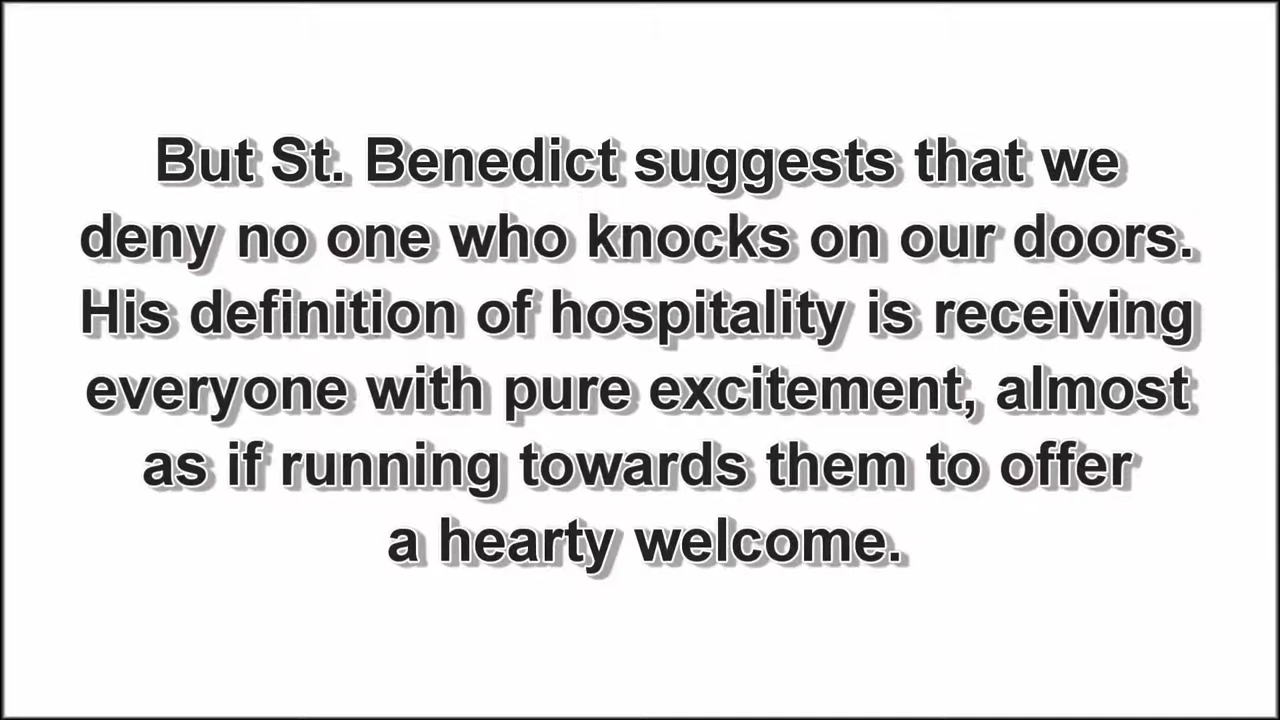 But St. Benedict suggests that we
deny no one who knocks on our doors.
His definition of hospitality is receiving
everyone with pure excitement, almost
as if running towards them to offer
a hearty welcome.